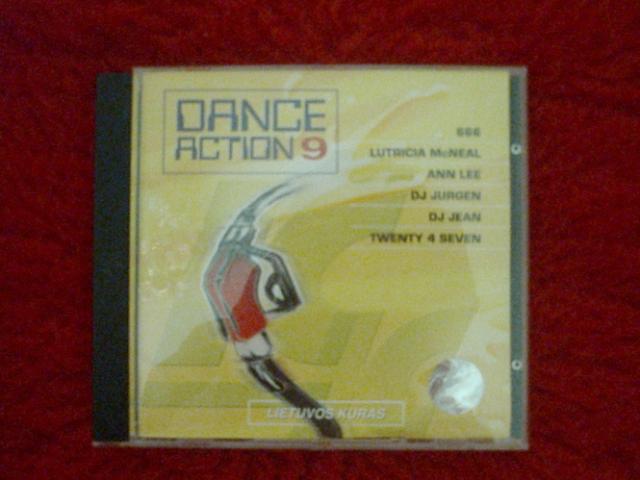 DANCE
ACTION 9
666
LUTRICIA McNEAL
ANN LEE
DJ JURGEN
DJ JEAN
TWENTY 4 SEVEN
LIETUVOS KURAS